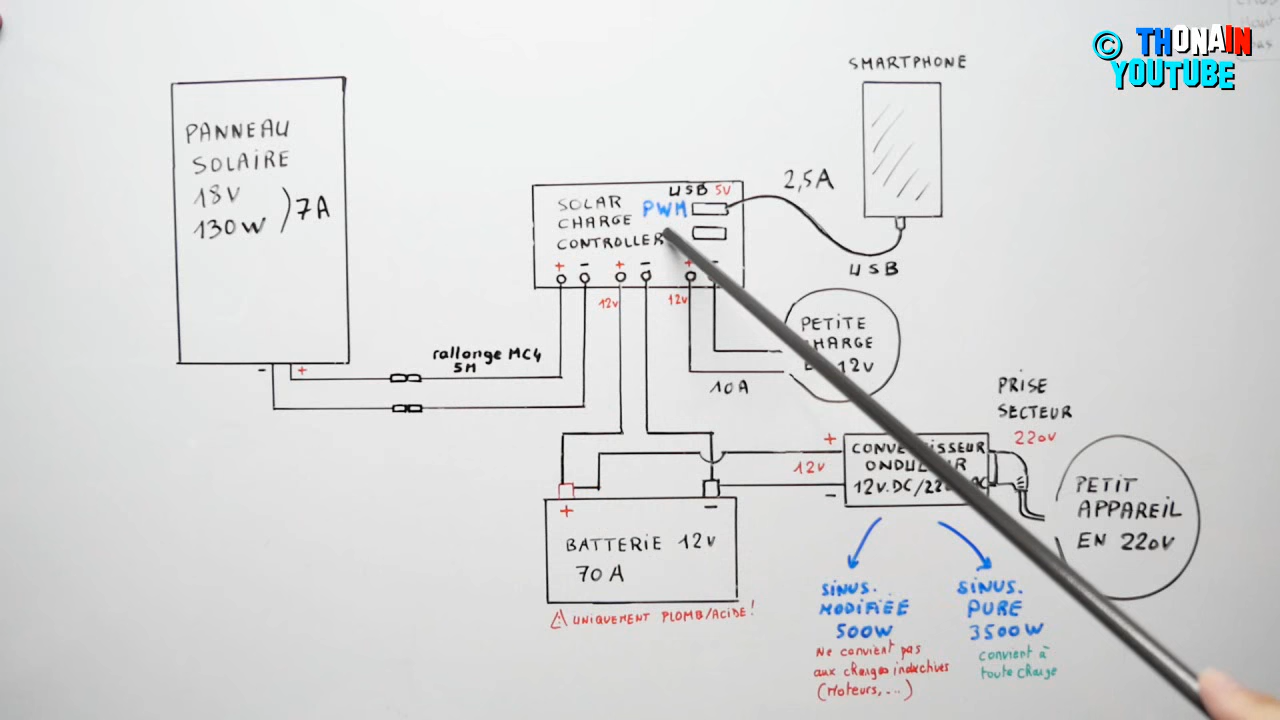 © THONAIN
YOUTUBE
PANNEAU
SOLAIRE
18V
130W
)7A
- +
rallonge MC4
5M
SOLAR
CHARGE
CONTROLLER
PWM
USB 5V
+ - + - + -
12V 12V
2,5A
SMARTPHONE
USB
PETITE
12V
10A
BATTERIE 12V
70A
+ -
⚠ UNIQUEMENT PLOMB/ACIDE!
+
12V
-
ONDULEUR
12V.DC/220
PRISE
SECTEUR
220V
PETIT
APPAREIL
EN 220V
SINUS.
MODIFIÉE
500W
Ne convient pas
aux charges inductives
(Moteurs,...)
SINUS.
PURE
3500W
convient à
toute charge